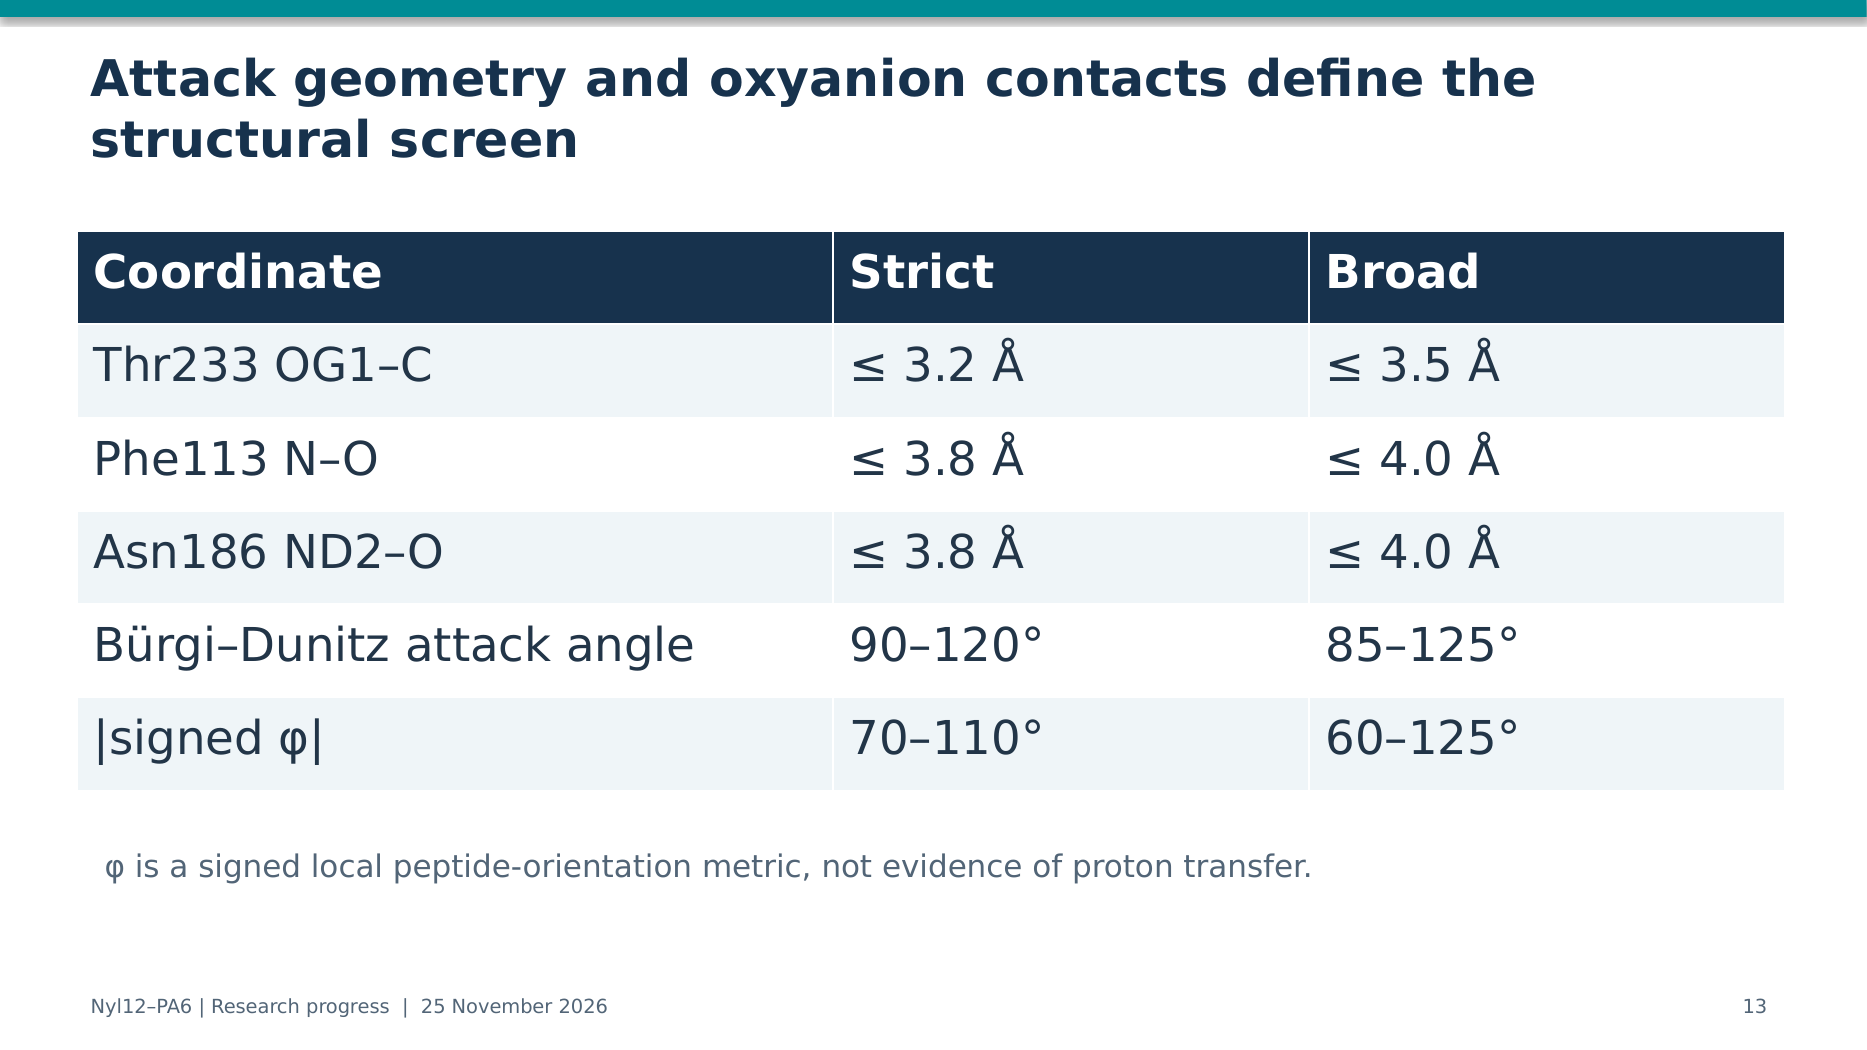 Attack geometry and oxyanion contacts define the
structural screen
Coordinate Strict Broad
Thr233 OG1–C ≤ 3.2 Å ≤ 3.5 Å
Phe113 N–O ≤ 3.8 Å ≤ 4.0 Å
Asn186 ND2–O ≤ 3.8 Å ≤ 4.0 Å
Bürgi–Dunitz attack angle 90–120° 85–125°
|signed φ| 70–110° 60–125°
φ is a signed local peptide-orientation metric, not evidence of proton transfer.
Nyl12–PA6 | Research progress | 25 November 2026 13